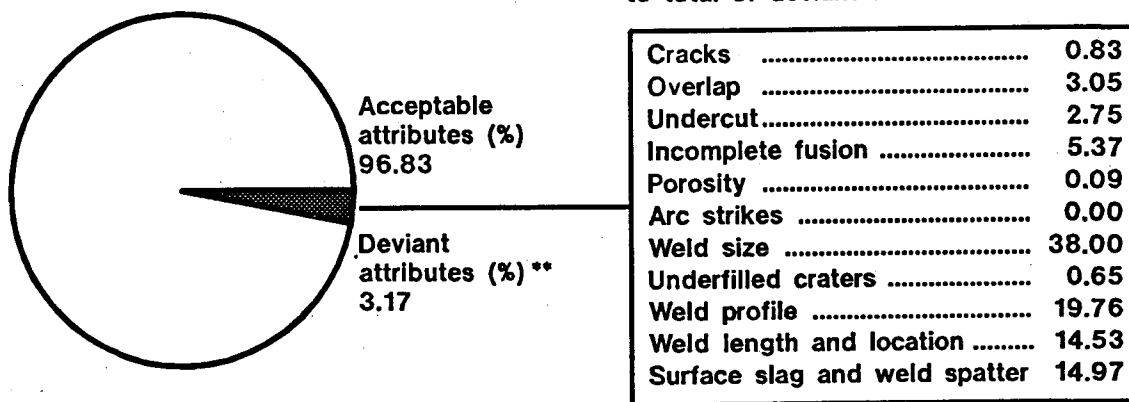 Acceptable
attributes (%)
96.83
Deviant
attributes (%) **
3.17
Cracks ........................................ 0.83
Overlap ........................................ 3.05
Undercut........................................ 2.75
Incomplete fusion ....................... 5.37
Porosity ........................................ 0.09
Arc strikes ................................... 0.00
Weld size ..................................... 38.00
Underfilled craters ...................... 0.65
Weld profile ................................. 19.76
Weld length and location ......... 14.53
Surface slag and weld spatter 14.97